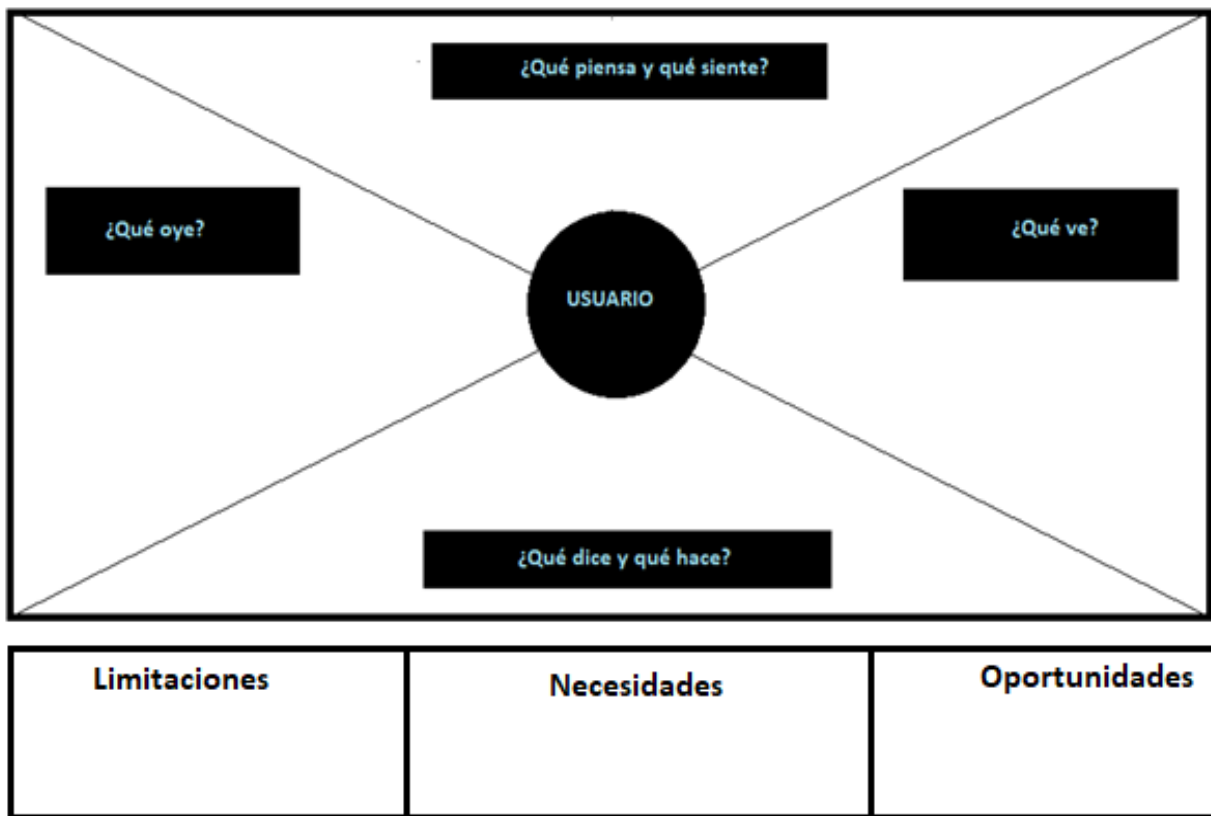 ¿Qué piensa y qué siente?
¿Qué oye?
¿Qué ve?
USUARIO
¿Qué dice y qué hace?
Limitaciones
Necesidades
Oportunidades